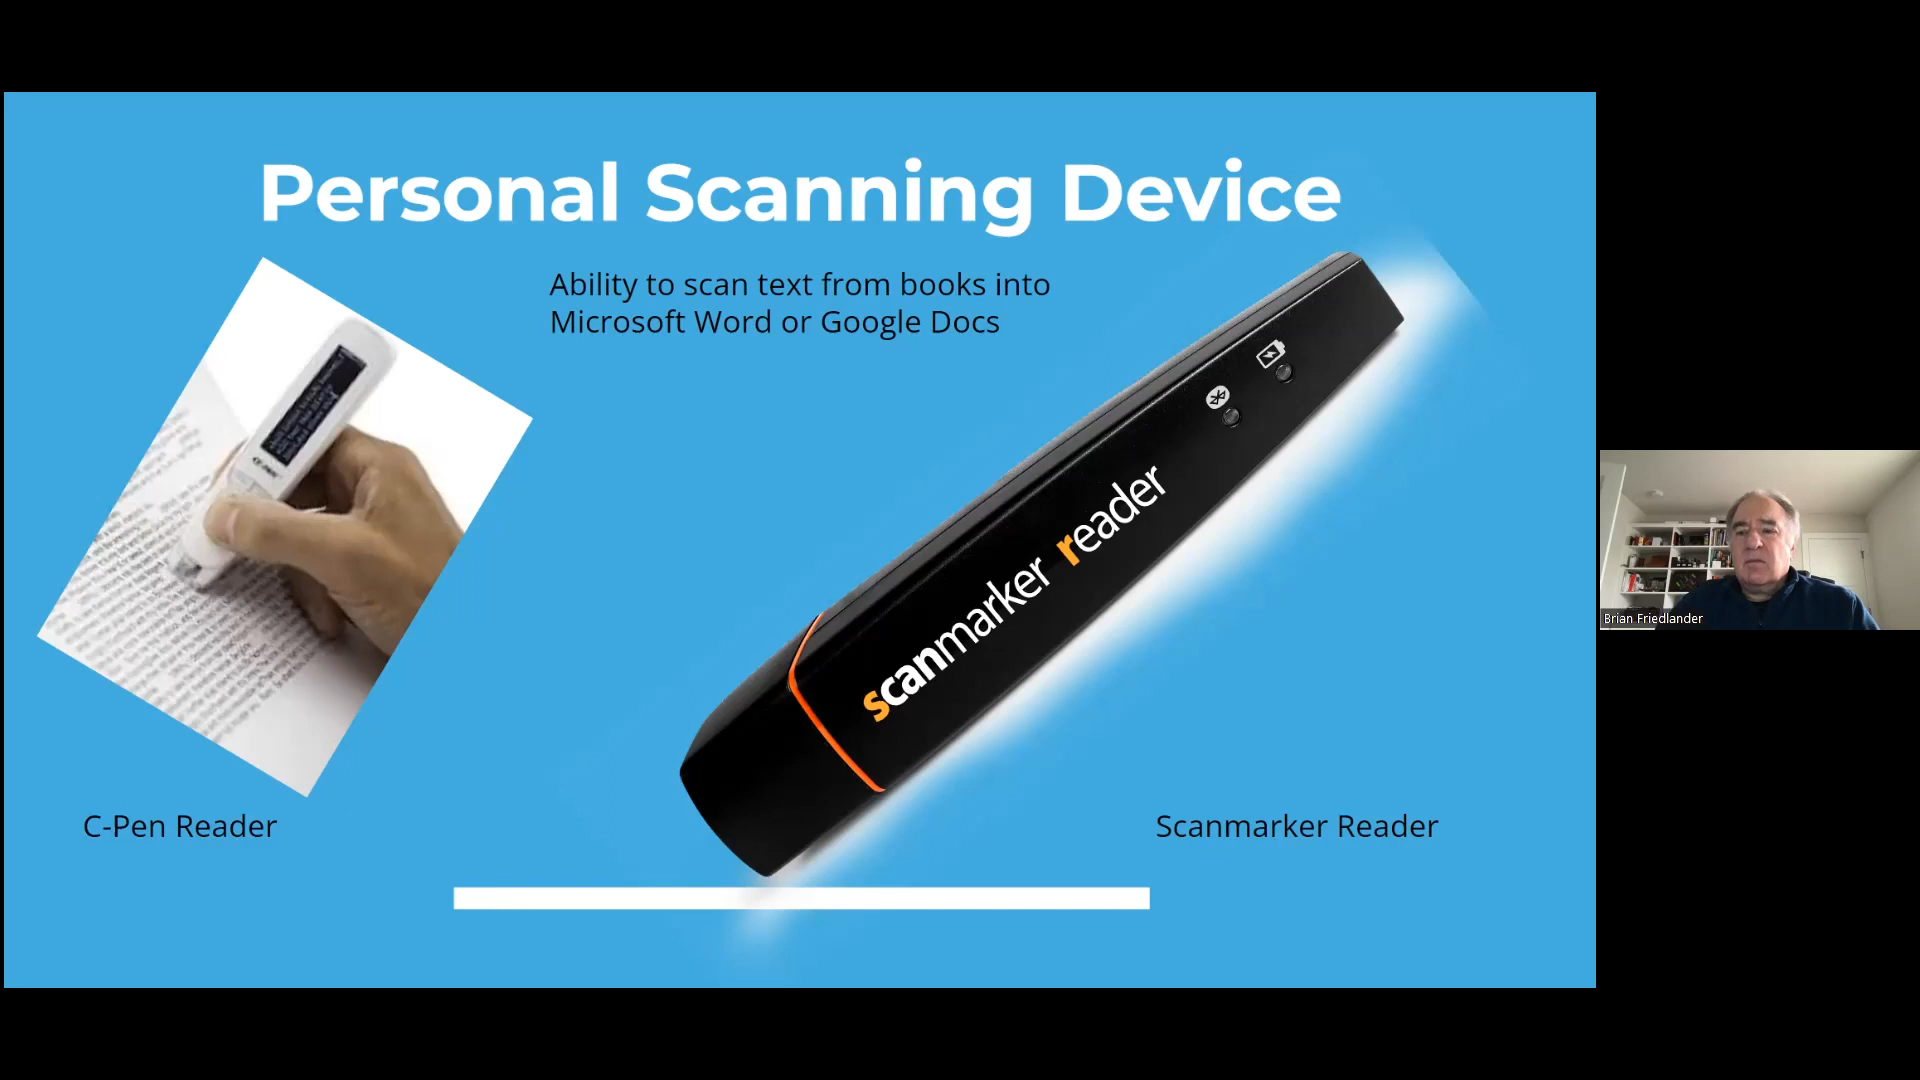 Personal Scanning Device
Ability to scan text from books into
Microsoft Word or Google Docs
scanmarker reader
C-Pen Reader
Scanmarker Reader
Brian Friedlander